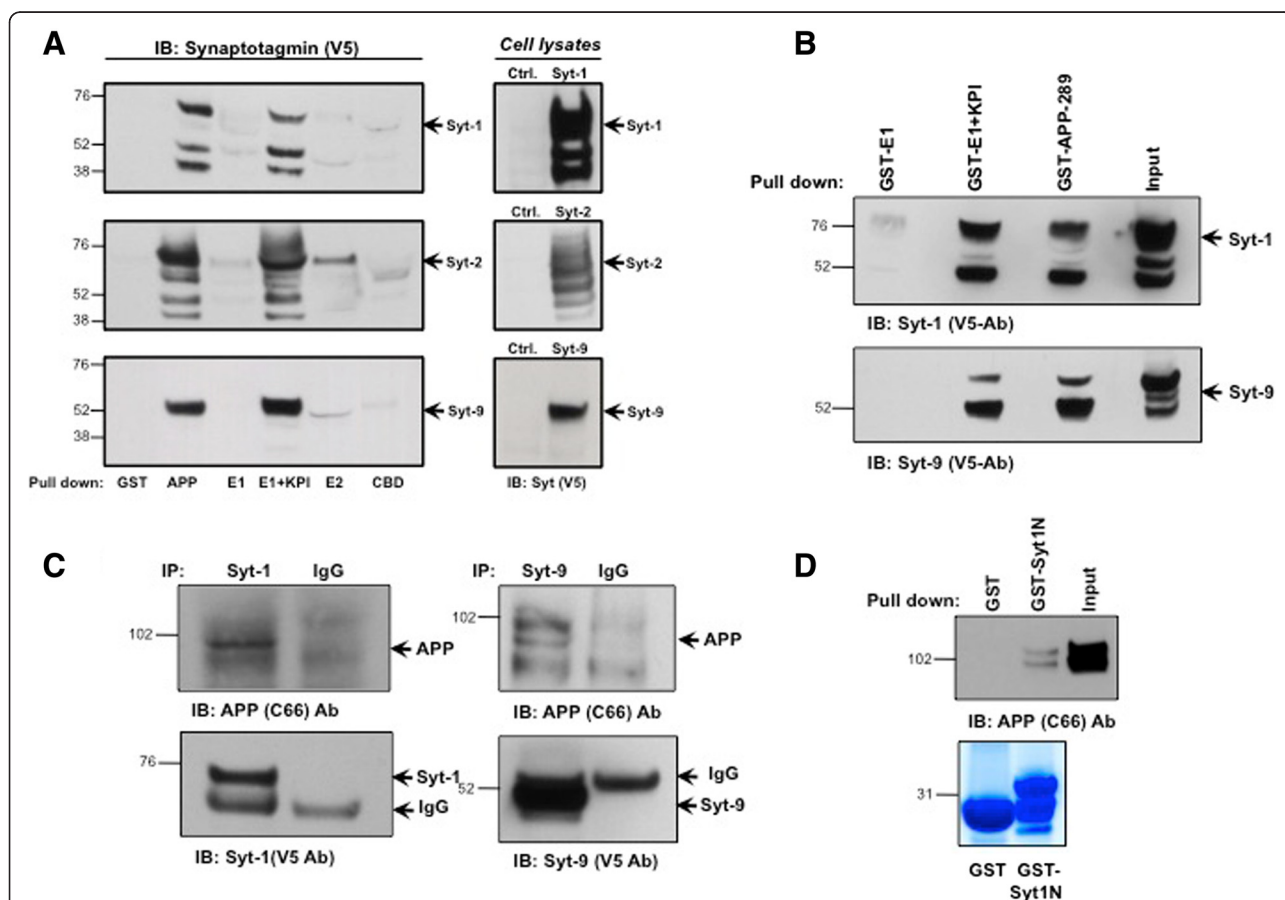 A
IB: Synaptotagmin (V5)
Cell lysates
Ctrl. Syt-1
76
52
38
Syt-1
Syt-1
Ctrl. Syt-2
76
52
38
Syt-2
Syt-2
Ctrl. Syt-9
76
52
38
Syt-9
Syt-9
Pull down: GST APP E1 E1+KPI E2 CBD
IB: Syt (V5)
B
Pull down: GST-E1 GST-E1+KPI GST-APP-289 Input
76
52
Syt-1
IB: Syt-1 (V5-Ab)
52
Syt-9
IB: Syt-9 (V5-Ab)
C
IP: Syt-1 IgG
102
APP
IB: APP (C66) Ab
76
Syt-1
IgG
IB: Syt-1(V5 Ab)
IP: Syt-9 IgG
102
APP
IB: APP (C66) Ab
52
IgG
Syt-9
IB: Syt-9 (V5 Ab)
D
Pull down: GST GST-Syt1N Input
102
IB: APP (C66) Ab
31
GST GST-
Syt1N